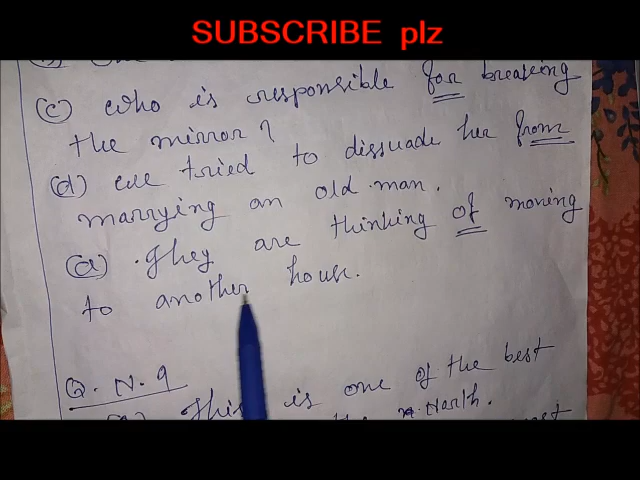 SUBSCRIBE plz
(c) who is responsible for breaking
the mirror?
(d) we tried to dissuade her from
marrying an old man.
(a) They are thinking of moving
to another house.
Q. N. 9
This is one of the best
North.